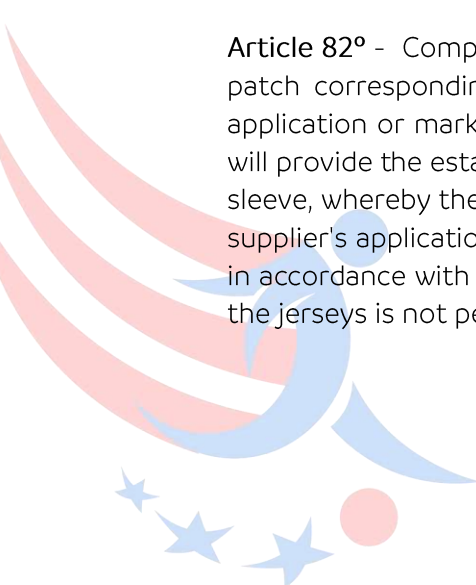 Article 82º - Comp
patch correspondin
application or mark
will provide the esta
sleeve, whereby the
supplier's applicatio
in accordance with
the jerseys is not pe